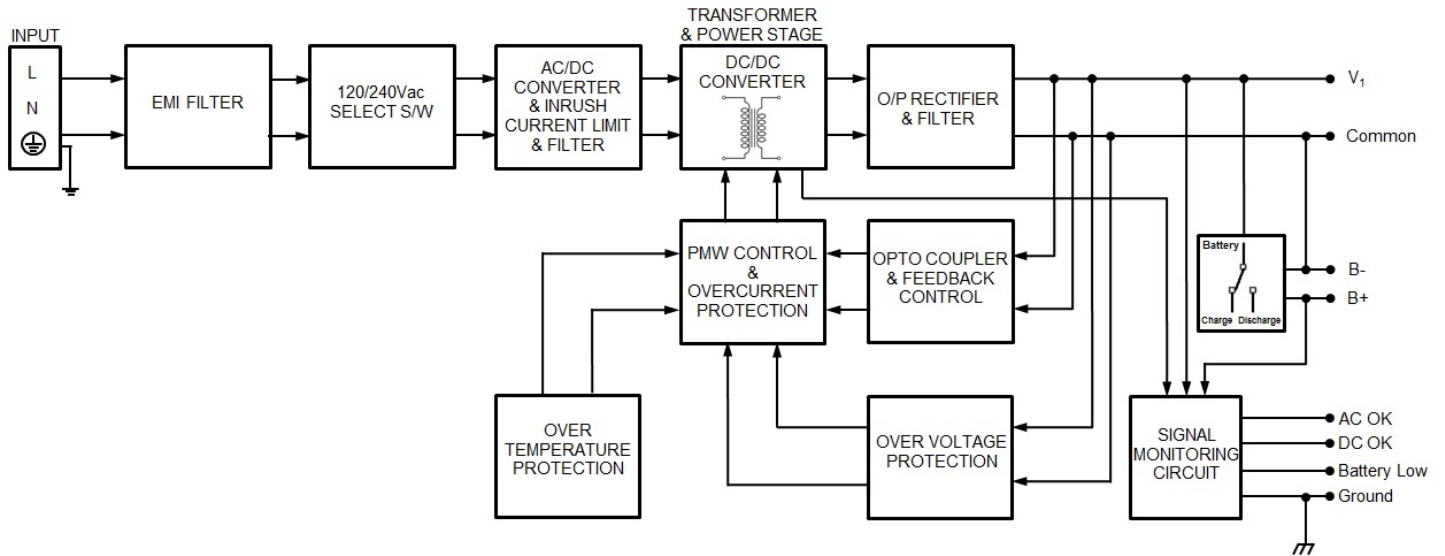 INPUT
L
N
EMI FILTER
120/240Vac
SELECT S/W
AC/DC
CONVERTER
& INRUSH
CURRENT LIMIT
& FILTER
TRANSFORMER
& POWER STAGE
DC/DC
CONVERTER
O/P RECTIFIER
& FILTER
V1
Common
PMW CONTROL
&
OVERCURRENT
PROTECTION
OPTO COUPLER
& FEEDBACK
CONTROL
Battery
Charge Discharge
B-
B+
OVER
TEMPERATURE
PROTECTION
OVER VOLTAGE
PROTECTION
SIGNAL
MONITORING
CIRCUIT
AC OK
DC OK
Battery Low
Ground